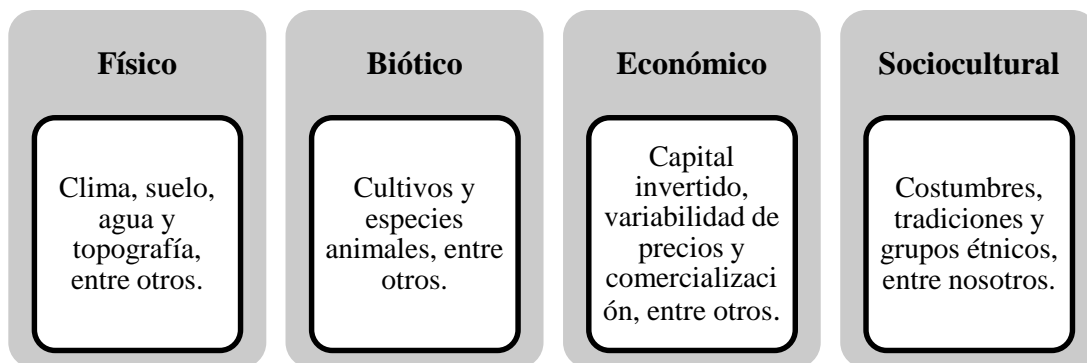 Físico
Clima, suelo,
agua y
topografía,
entre otros.
Biótico
Cultivos y
especies
animales, entre
otros.
Económico
Capital
invertido,
variabilidad de
precios y
comercializaci
ón, entre otros.
Sociocultural
Costumbres,
tradiciones y
grupos étnicos,
entre nosotros.